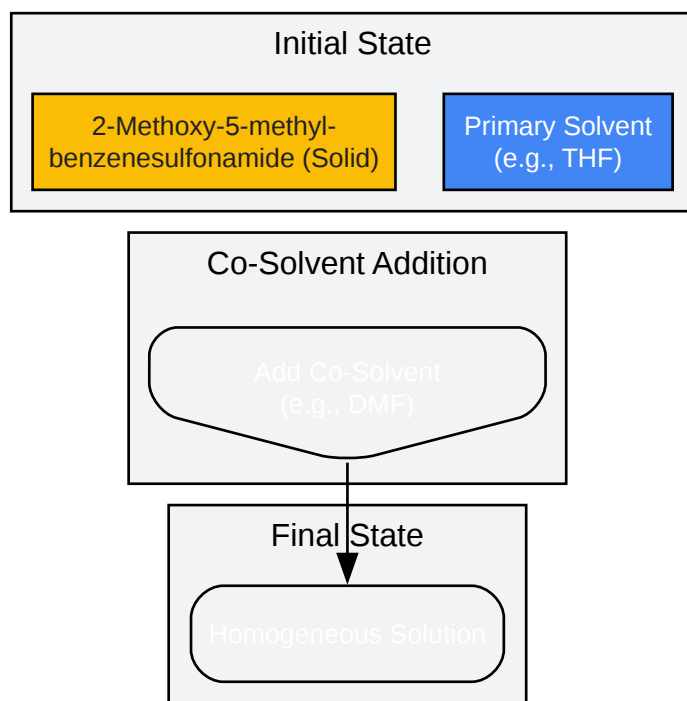 Initial State
2-Methoxy-5-methyl-
benzenesulfonamide (Solid)
Primary Solvent
(e.g., THF)
Co-Solvent Addition
Add Co-Solvent
(e.g., DMF)
Final State
Homogeneous Solution